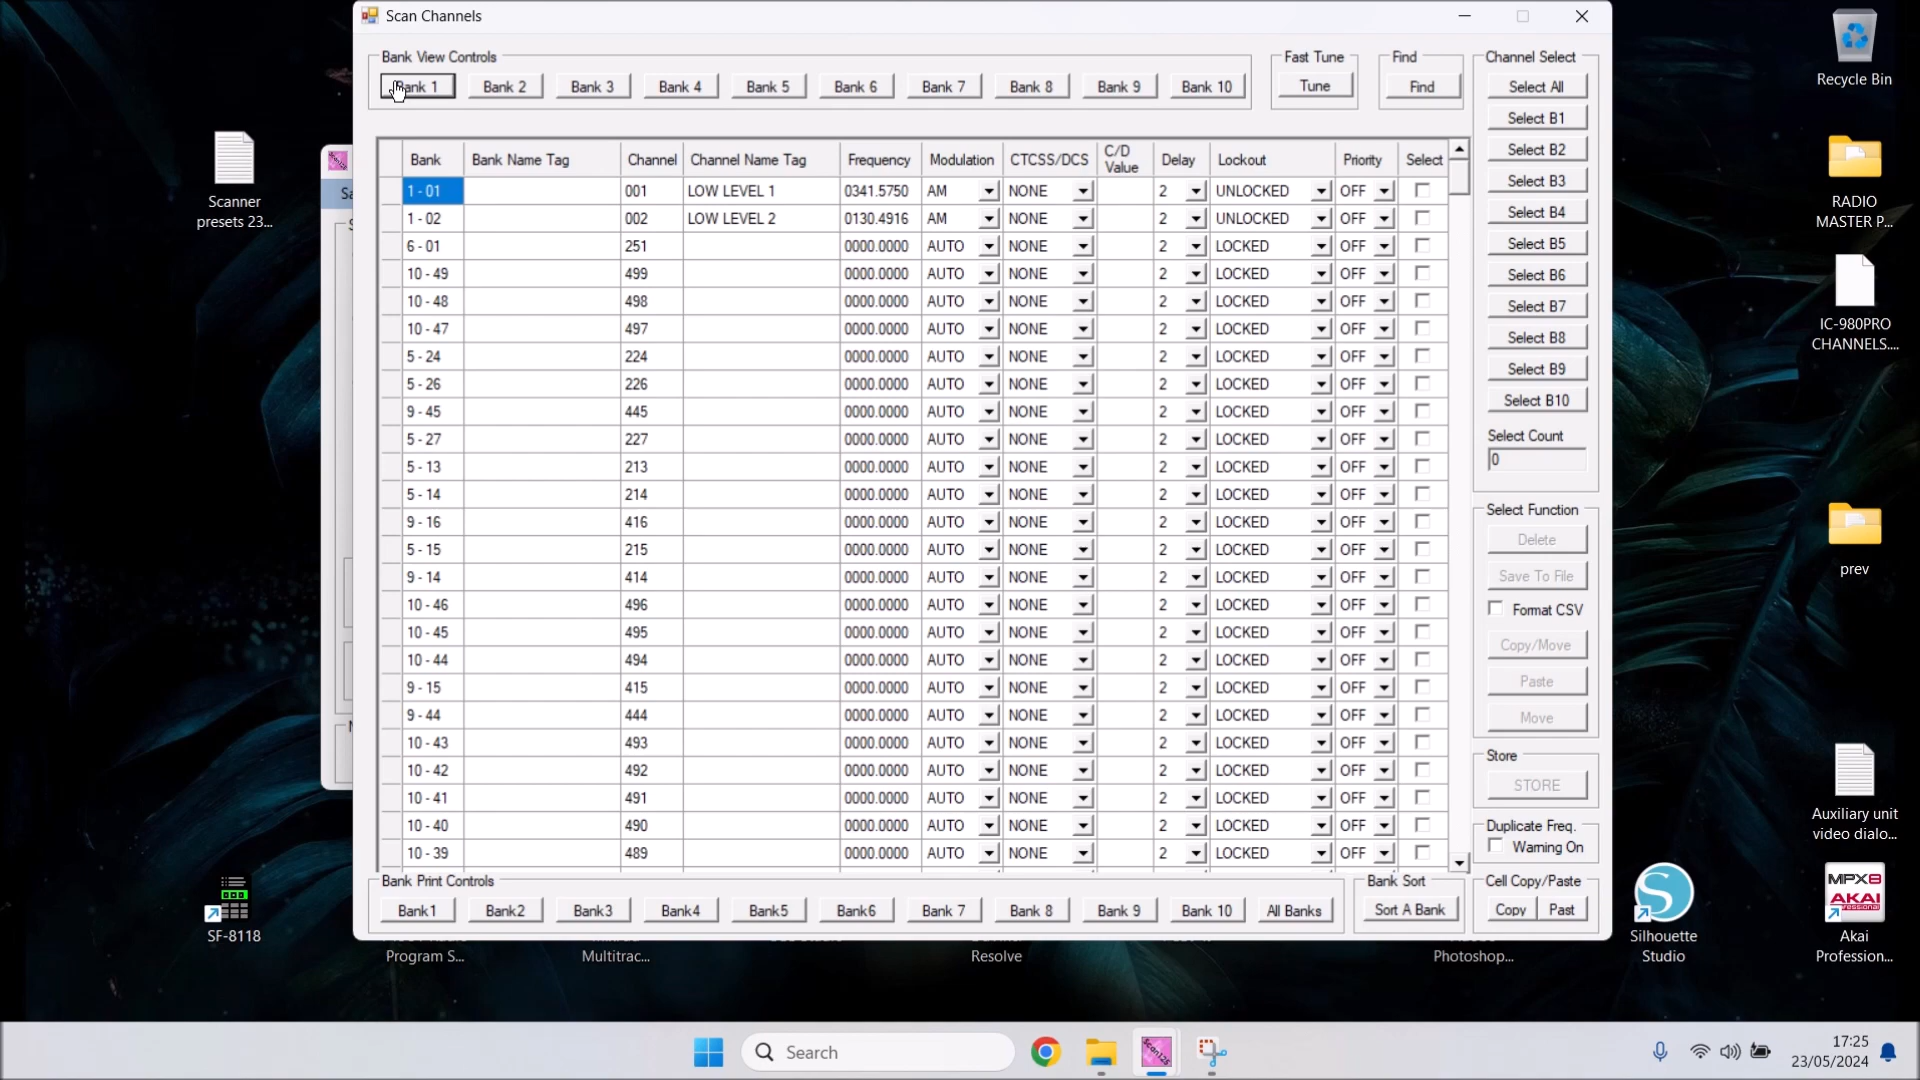 Scan Channels
Bank View Controls
Bank 1 Bank 2 Bank 3 Bank 4 Bank 5 Bank 6 Bank 7 Bank 8 Bank 9 Bank 10
Fast Tune
Tune
Find
Find
Channel Select
Select All
Select B1
Select B2
Select B3
Select B4
Select B5
Select B6
Select B7
Select B8
Select B9
Select B10
Select Count
0
Select Function
Delete
Save To File
Format CSV
Copy/Move
Paste
Move
Store
STORE
Duplicate Freq.
Warning On
Cell Copy/Paste
Copy Past
Bank Bank Name Tag Channel Channel Name Tag Frequency Modulation CTCSS/DCS C/D Value Delay Lockout Priority Select
1 - 01 001 LOW LEVEL 1 0341.5750 AM NONE 2 UNLOCKED OFF
1 - 02 002 LOW LEVEL 2 0130.4916 AM NONE 2 UNLOCKED OFF
6 - 01 251 0000.0000 AUTO NONE 2 LOCKED OFF
10 - 49 499 0000.0000 AUTO NONE 2 LOCKED OFF
10 - 48 498 0000.0000 AUTO NONE 2 LOCKED OFF
10 - 47 497 0000.0000 AUTO NONE 2 LOCKED OFF
5 - 24 224 0000.0000 AUTO NONE 2 LOCKED OFF
5 - 26 226 0000.0000 AUTO NONE 2 LOCKED OFF
9 - 45 445 0000.0000 AUTO NONE 2 LOCKED OFF
5 - 27 227 0000.0000 AUTO NONE 2 LOCKED OFF
5 - 13 213 0000.0000 AUTO NONE 2 LOCKED OFF
5 - 14 214 0000.0000 AUTO NONE 2 LOCKED OFF
9 - 16 416 0000.0000 AUTO NONE 2 LOCKED OFF
5 - 15 215 0000.0000 AUTO NONE 2 LOCKED OFF
9 - 14 414 0000.0000 AUTO NONE 2 LOCKED OFF
10 - 46 496 0000.0000 AUTO NONE 2 LOCKED OFF
10 - 45 495 0000.0000 AUTO NONE 2 LOCKED OFF
10 - 44 494 0000.0000 AUTO NONE 2 LOCKED OFF
9 - 15 415 0000.0000 AUTO NONE 2 LOCKED OFF
9 - 44 444 0000.0000 AUTO NONE 2 LOCKED OFF
10 - 43 493 0000.0000 AUTO NONE 2 LOCKED OFF
10 - 42 492 0000.0000 AUTO NONE 2 LOCKED OFF
10 - 41 491 0000.0000 AUTO NONE 2 LOCKED OFF
10 - 40 490 0000.0000 AUTO NONE 2 LOCKED OFF
10 - 39 489 0000.0000 AUTO NONE 2 LOCKED OFF
Bank Print Controls
Bank1 Bank2 Bank3 Bank4 Bank5 Bank6 Bank 7 Bank 8 Bank 9 Bank 10 All Banks
Bank Sort
Sort A Bank
Scanner
presets 23...
SF-8118
Recycle Bin
RADIO
MASTER P...
IC-980PRO
CHANNELS....
prev
Auxiliary unit
video dialo...
MPX8
AKAI
professional
Akai
Profession...
Silhouette
Studio
Program S...
Multitrac...
Resolve
Photoshop...
Search
Scan125
17:25
23/05/2024